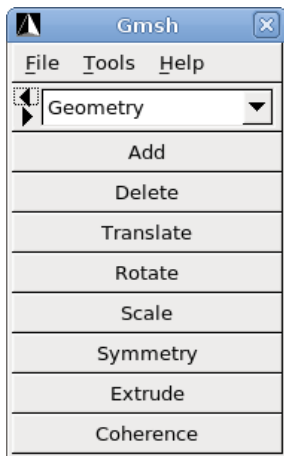 Gmsh
File Tools Help
Geometry
Add
Delete
Translate
Rotate
Scale
Symmetry
Extrude
Coherence